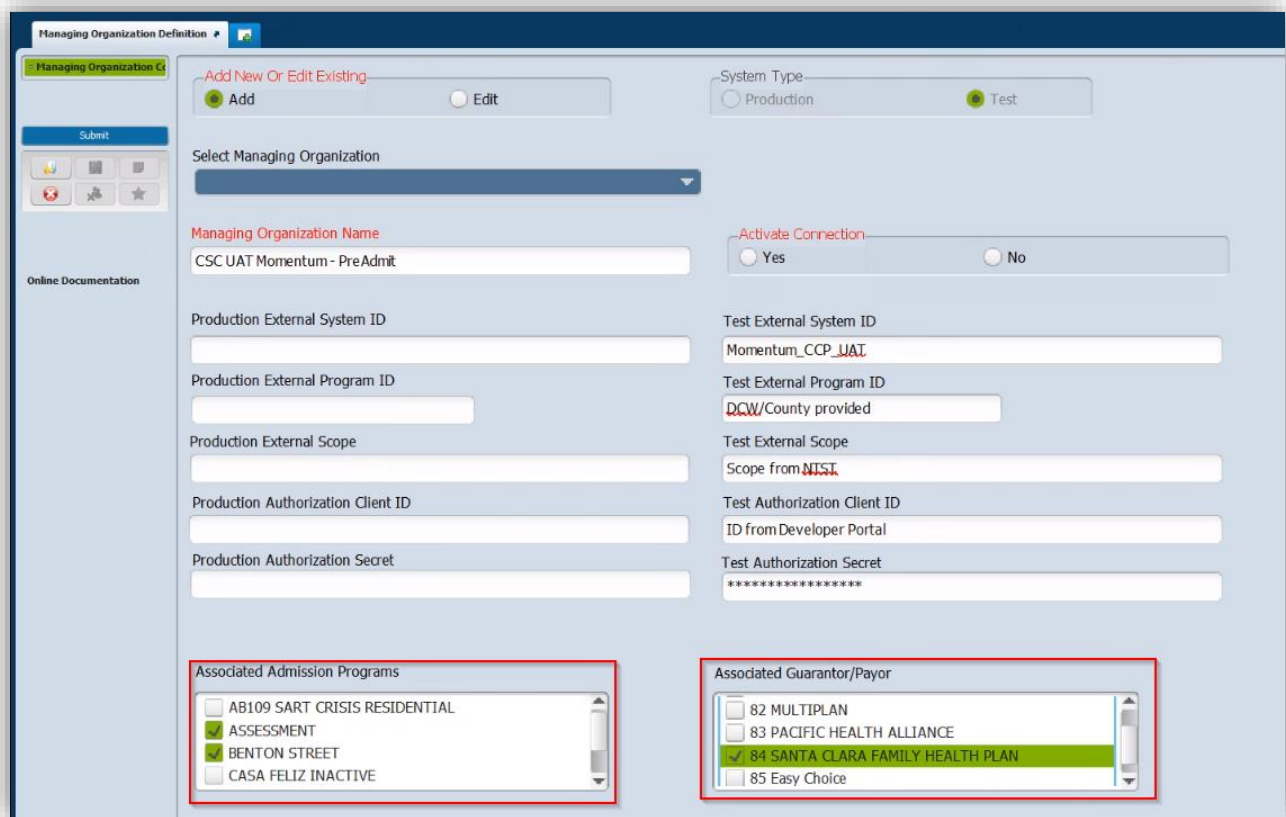 Managing Organization Definition
Managing Organization Co
Add New Or Edit Existing
Add
Edit
System Type
Production
Test
Submit
Select Managing Organization
Managing Organization Name
CSC UAT Momentum - PreAdmit
Activate Connection
Yes
No
Online Documentation
Production External System ID
Test External System ID
Momentum_CCP_UAT
Production External Program ID
Test External Program ID
DCW/County provided
Production External Scope
Test External Scope
Scope from NTST
Production Authorization Client ID
Test Authorization Client ID
ID from Developer Portal
Production Authorization Secret
Test Authorization Secret
*****************
Associated Admission Programs
AB109 SART CRISIS RESIDENTIAL
ASSESSMENT
BENTON STREET
CASA FELIZ INACTIVE
Associated Guarantor/Payor
82 MULTIPLAN
83 PACIFIC HEALTH ALLIANCE
84 SANTA CLARA FAMILY HEALTH PLAN
85 Easy Choice